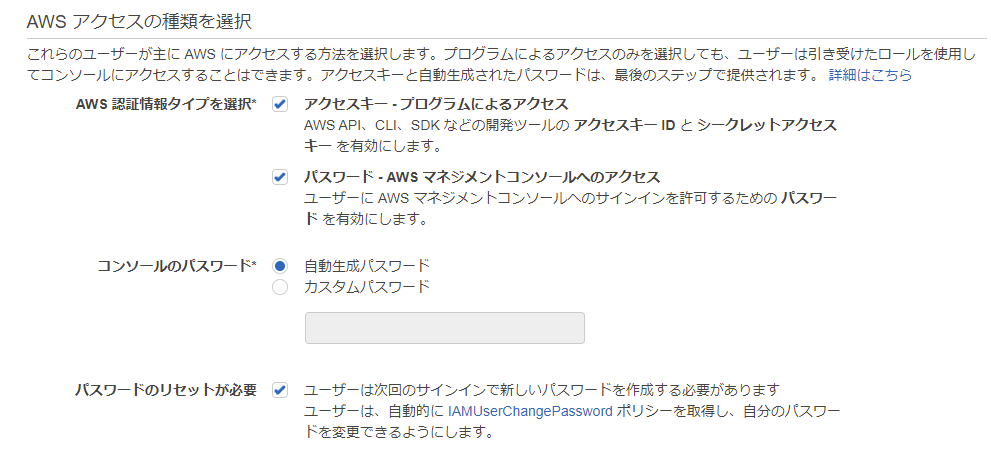 AWS アクセスの種類を選択
これらのユーザーが主に AWS にアクセスする方法を選択します。プログラムによるアクセスのみを選択しても、ユーザーは引き受けたロールを使用し
てコンソールにアクセスすることはできます。アクセスキーと自動生成されたパスワードは、最後のステップで提供されます。 詳細はこちら
AWS 認証情報タイプを選択* アクセスキー - プログラムによるアクセス
AWS API、CLI、SDK などの開発ツールの アクセスキー ID と シークレットアクセス
キー を有効にします。
パスワード - AWS マネジメントコンソールへのアクセス
ユーザーに AWS マネジメントコンソールへのサインインを許可するための パスワー
ド を有効にします。
コンソールのパスワード* 自動生成パスワード
カスタムパスワード
パスワードのリセットが必要 ユーザーは次回のサインインで新しいパスワードを作成する必要があります
ユーザーは、自動的に IAMUserChangePassword ポリシーを取得し、自分のパスワー
ドを変更できるようにします。